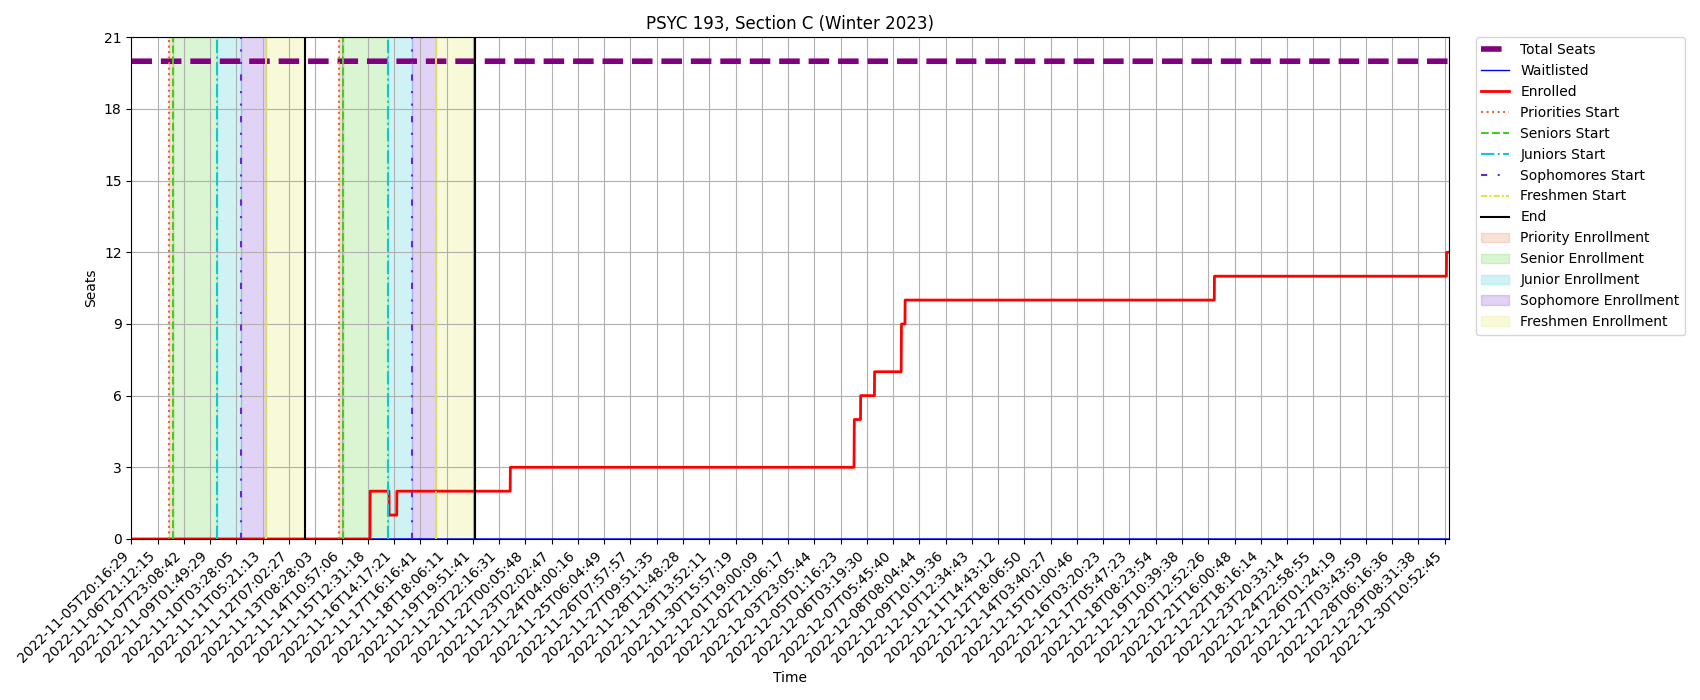 PSYC 193, Section C (Winter 2023)
21
18
15
12
9
6
3
0
Seats
2022-11-05T20:16:29
2022-11-06T21:12:15
2022-11-07T23:08:42
2022-11-09T01:49:29
2022-11-10T03:28:05
2022-11-11T05:21:13
2022-11-12T07:02:27
2022-11-13T08:28:03
2022-11-14T10:57:06
2022-11-15T12:31:18
2022-11-16T14:17:21
2022-11-17T16:16:41
2022-11-18T18:06:11
2022-11-19T19:51:41
2022-11-20T22:16:31
2022-11-22T00:05:48
2022-11-23T02:02:47
2022-11-24T04:00:16
2022-11-25T06:04:49
2022-11-26T07:57:57
2022-11-27T09:51:35
2022-11-28T11:48:28
2022-11-29T13:52:11
2022-11-30T15:57:19
2022-12-01T19:00:09
2022-12-02T21:06:17
2022-12-03T23:05:44
2022-12-05T01:16:23
2022-12-06T03:19:30
2022-12-07T05:45:40
2022-12-08T08:04:44
2022-12-09T10:19:36
2022-12-10T12:34:43
2022-12-11T14:43:12
2022-12-12T18:06:50
2022-12-14T03:40:27
2022-12-15T01:00:46
2022-12-16T03:20:23
2022-12-17T05:47:23
2022-12-18T08:23:54
2022-12-19T10:39:38
2022-12-20T12:52:26
2022-12-21T16:00:48
2022-12-22T18:16:14
2022-12-23T20:33:14
2022-12-24T22:58:55
2022-12-26T01:24:19
2022-12-27T03:43:59
2022-12-28T06:16:36
2022-12-29T08:31:38
2022-12-30T10:52:45
Time
Total Seats
Waitlisted
Enrolled
Priorities Start
Seniors Start
Juniors Start
Sophomores Start
Freshmen Start
End
Priority Enrollment
Senior Enrollment
Junior Enrollment
Sophomore Enrollment
Freshmen Enrollment